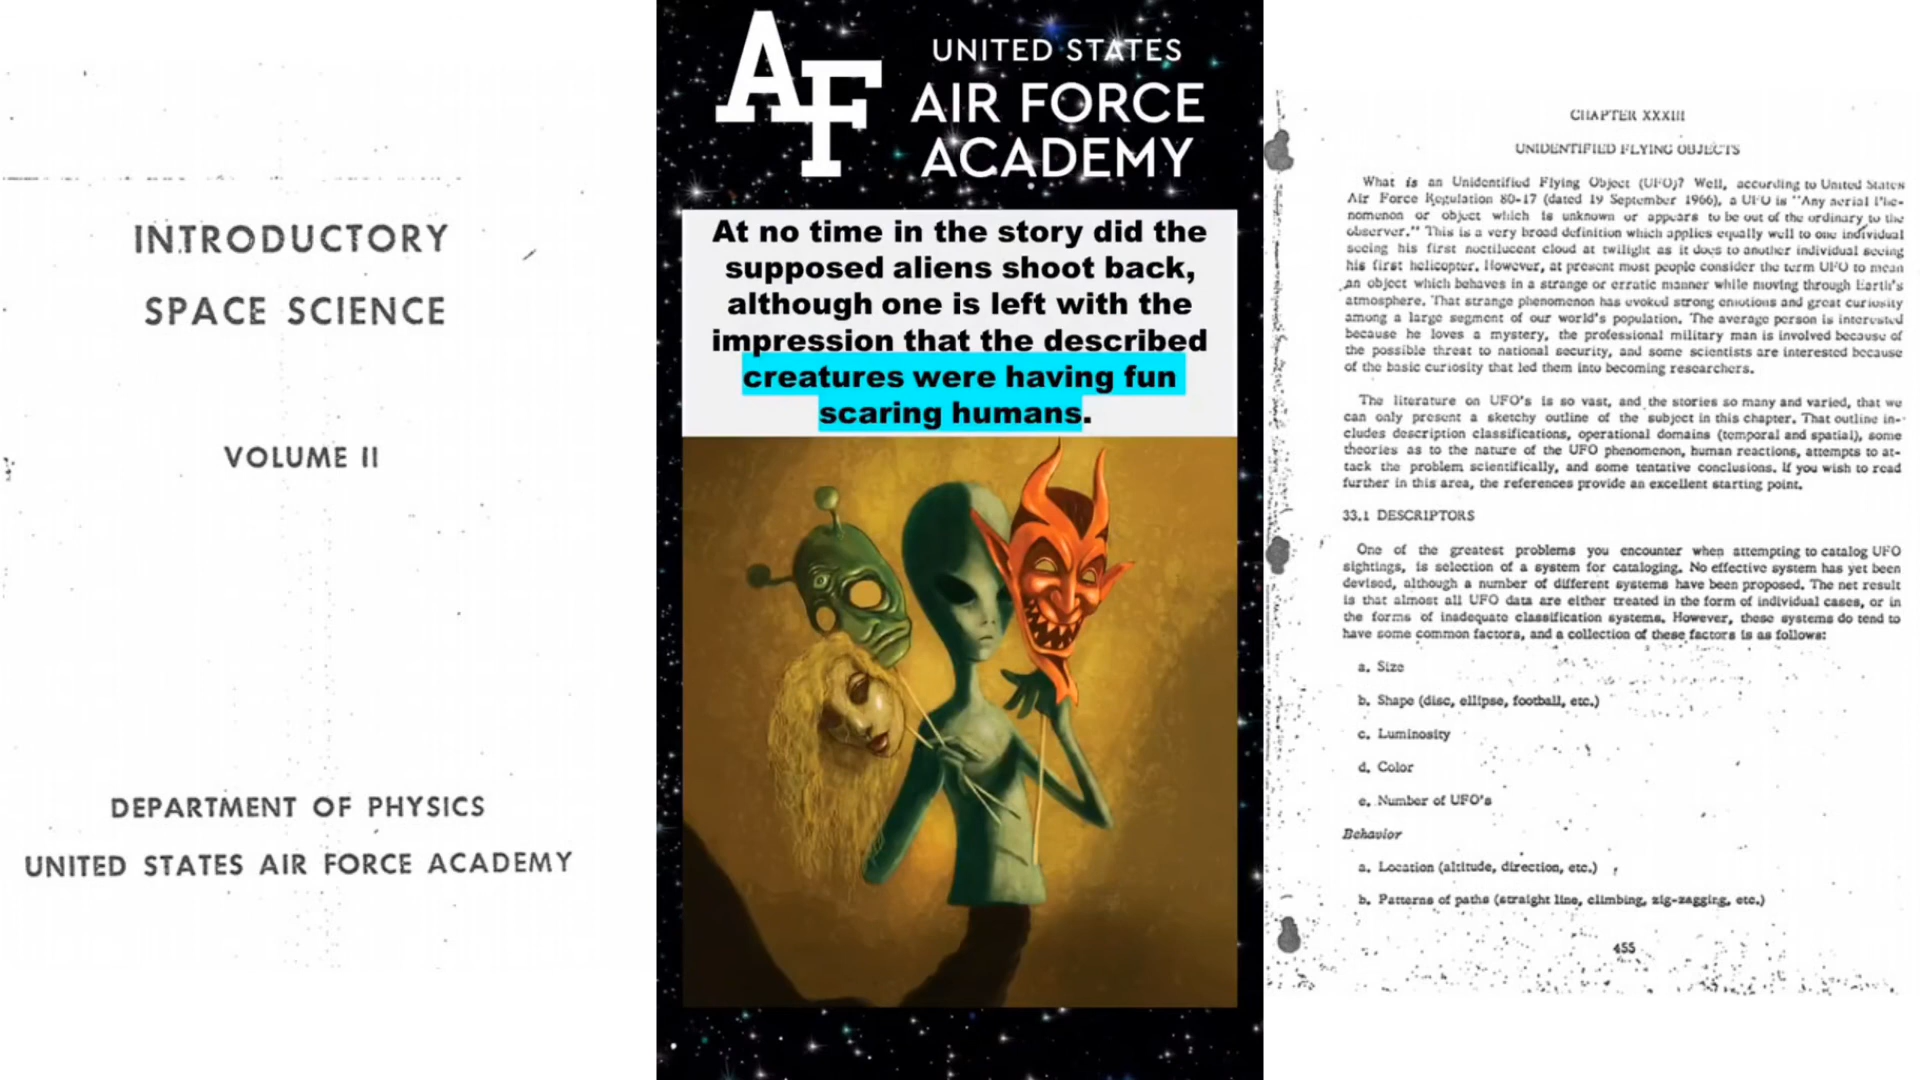 INTRODUCTORY
SPACE SCIENCE
VOLUME II
DEPARTMENT OF PHYSICS
UNITED STATES AIR FORCE ACADEMY
AF
UNITED STATES
AIR FORCE
ACADEMY
At no time in the story did the
supposed aliens shoot back,
although one is left with the
impression that the described
creatures were having fun
scaring humans.
CHAPTER XXXIII
UNIDENTIFIED FLYING OBJECTS
What is an Unidentified Flying Object (UFO)? Well, according to United States
Air Force Regulation 80-17 (dated 19 September 1966), a UFO is "Any aerial Phe-
nomenon or object which is unknown or appears to be out of the ordinary to the
observer." This is a very broad definition which applies equally well to one individual
seeing his first noctilucent cloud at twilight as it does to another individual seeing
his first helicopter. However, at present most people consider the term UFO to mean
an object which behaves in a strange or erratic manner while moving through Earth's
atmosphere. That strange phenomenon has evoked strong emotions and great curiosity
among a large segment of our world's population. The average person is interested
because he loves a mystery, the professional military man is involved because of
the possible threat to national security, and some scientists are interested because
of the basic curiosity that led them into becoming researchers.
The literature on UFO's is so vast, and the stories so many and varied, that we
can only present a sketchy outline of the subject in this chapter. That outline in-
cludes description classifications, operational domains (temporal and spatial), some
theories as to the nature of the UFO phenomenon, human reactions, attempts to at-
tack the problem scientifically, and some tentative conclusions. If you wish to read
further in this area, the references provide an excellent starting point.
33.1 DESCRIPTORS
One of the greatest problems you encounter when attempting to catalog UFO
sightings, is selection of a system for cataloging. No effective system has yet been
devised, although a number of different systems have been proposed. The net result
is that almost all UFO data are either treated in the form of individual cases, or in
the forms of inadequate classification systems. However, these systems do tend to
have some common factors, and a collection of these factors is as follows:
a. Size
b. Shape (disc, ellipse, football, etc.)
c. Luminosity
d. Color
e. Number of UFO's
Behavior
a. Location (altitude, direction, etc.)
b. Patterns of paths (straight line, climbing, zig-zagging, etc.)
455